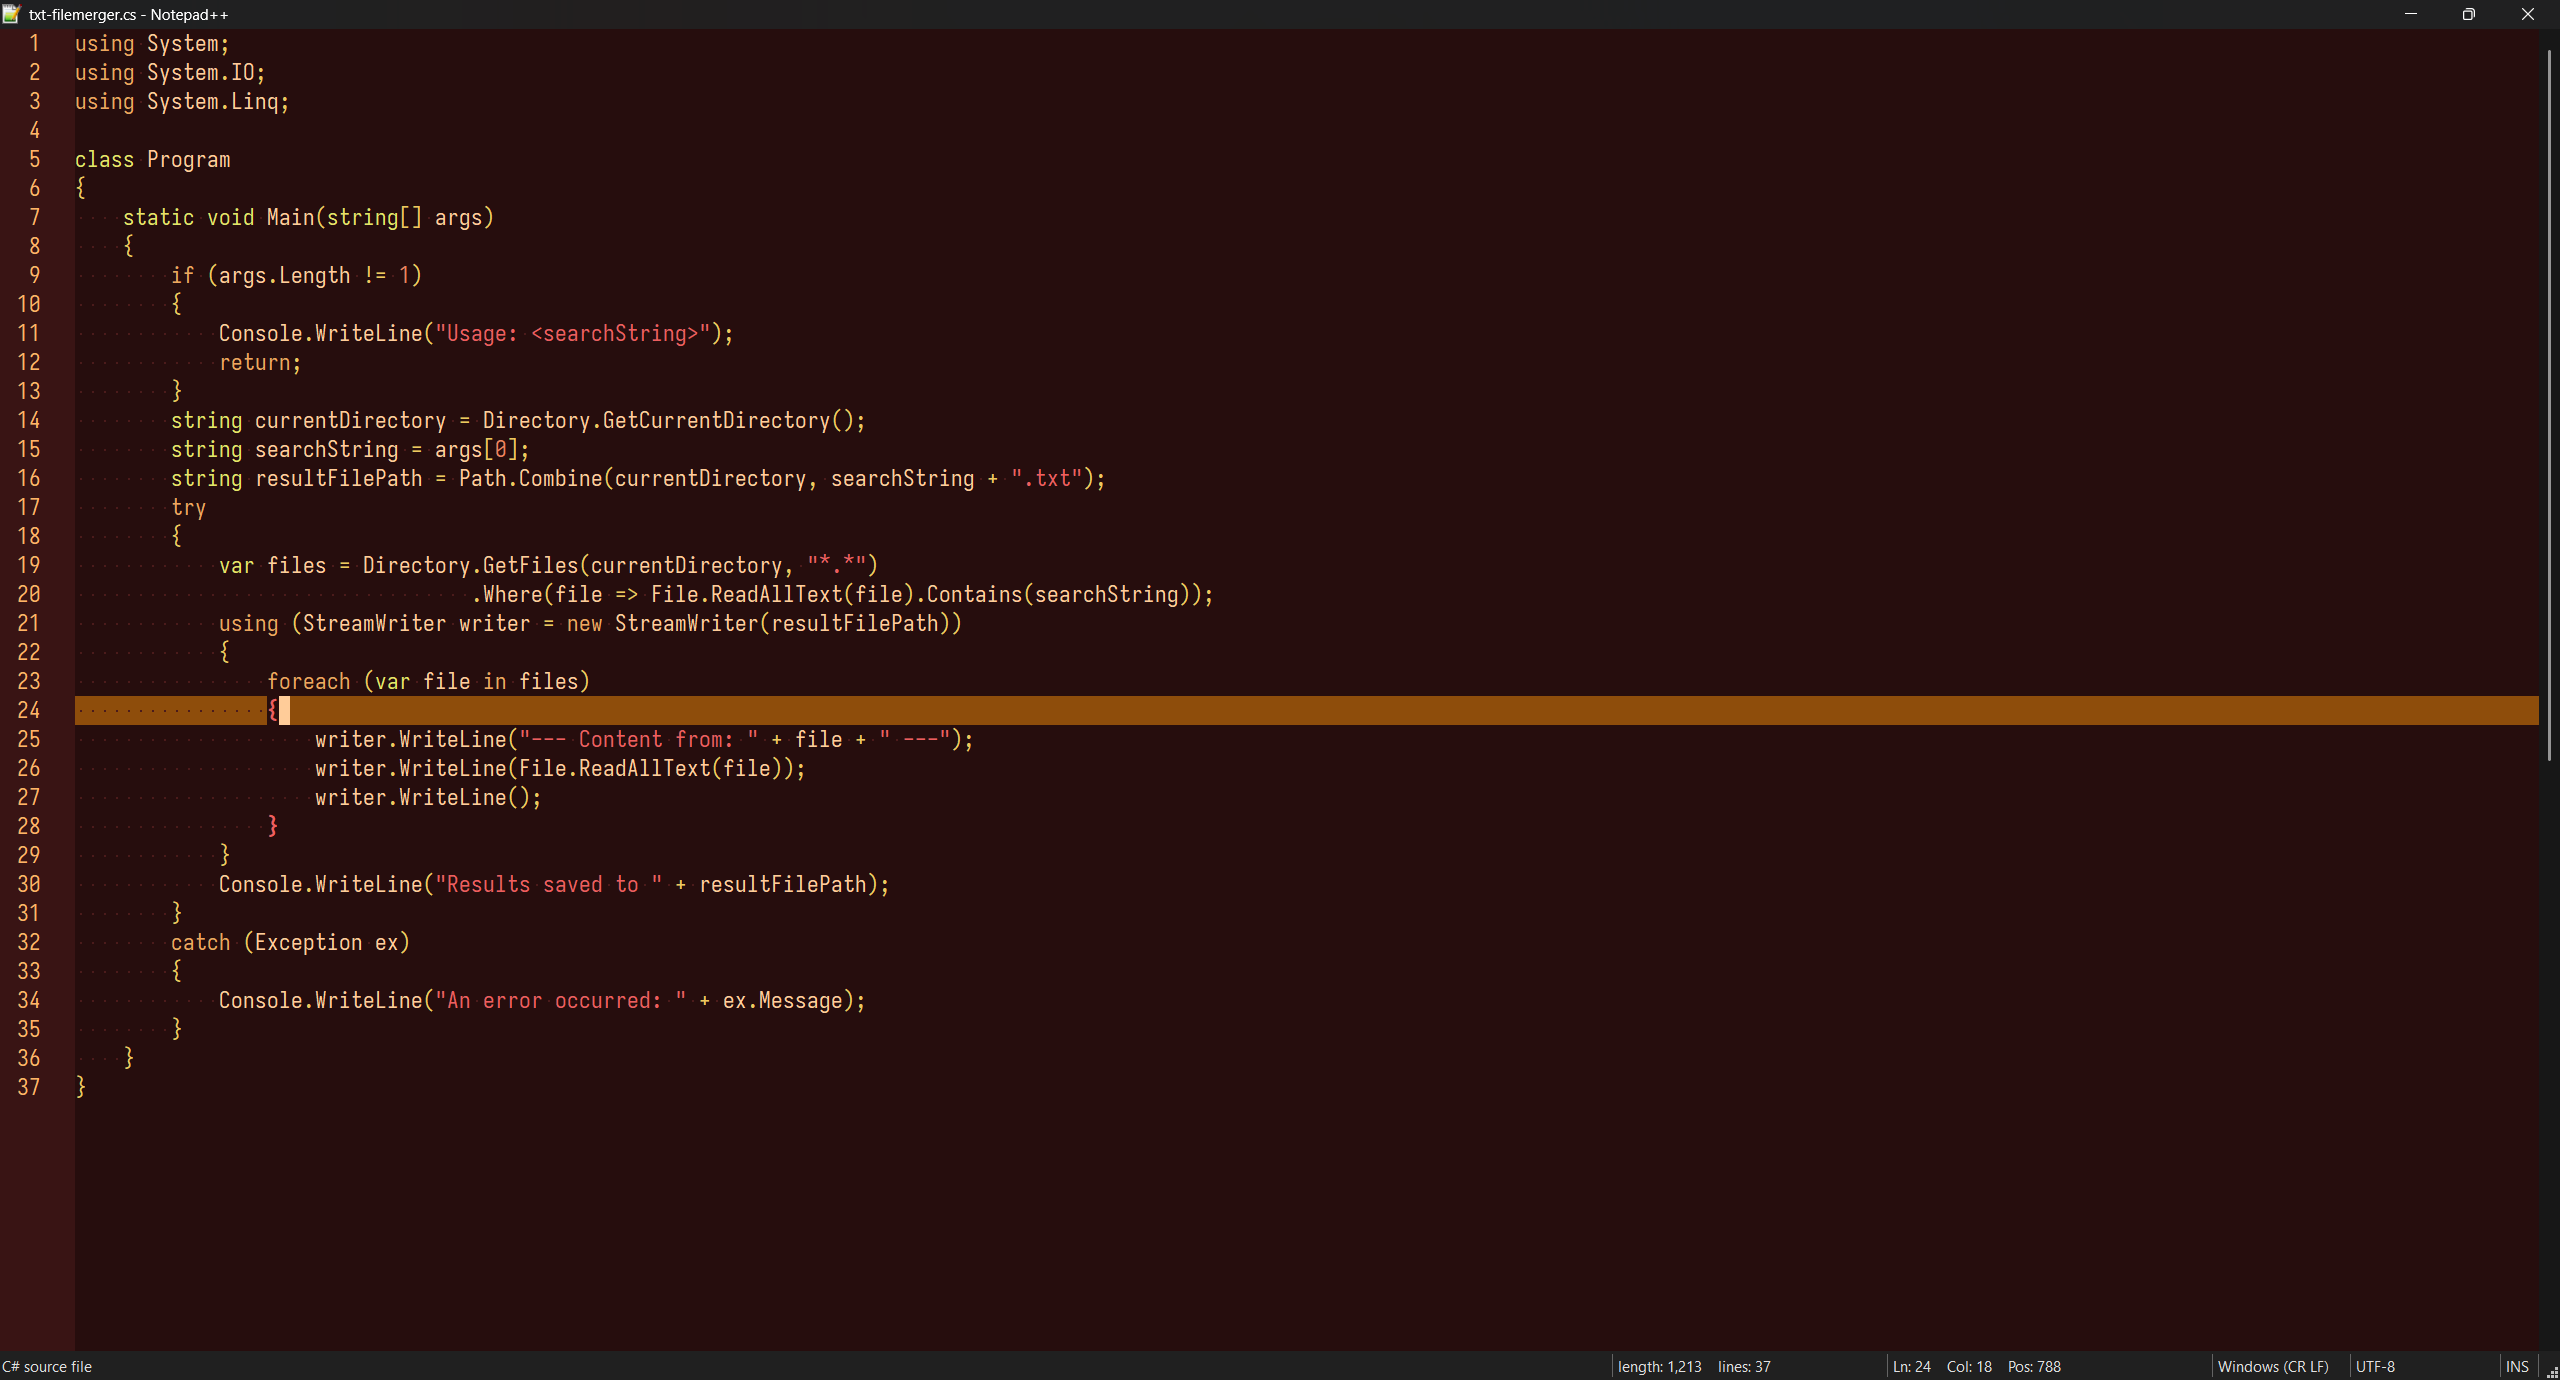 txt-filemerger.cs - Notepad++
1 using System;
2 using System.IO;
3 using System.Linq;
4
5 class Program
6 {
7     static void Main(string[] args)
8     {
9         if (args.Length != 1)
10         {
11             Console.WriteLine("Usage: <searchString>");
12             return;
13         }
14         string currentDirectory = Directory.GetCurrentDirectory();
15         string searchString = args[0];
16         string resultFilePath = Path.Combine(currentDirectory, searchString + ".txt");
17         try
18         {
19             var files = Directory.GetFiles(currentDirectory, "*.*")
20                                  .Where(file => File.ReadAllText(file).Contains(searchString));
21             using (StreamWriter writer = new StreamWriter(resultFilePath))
22             {
23                 foreach (var file in files)
24                 {
25                     writer.WriteLine("--- Content from: " + file + " ---");
26                     writer.WriteLine(File.ReadAllText(file));
27                     writer.WriteLine();
28                 }
29             }
30             Console.WriteLine("Results saved to " + resultFilePath);
31         }
32         catch (Exception ex)
33         {
34             Console.WriteLine("An error occurred: " + ex.Message);
35         }
36     }
37 }
C# source file length: 1,213 lines: 37 Ln: 24 Col: 18 Pos: 788 Windows (CR LF) UTF-8 INS